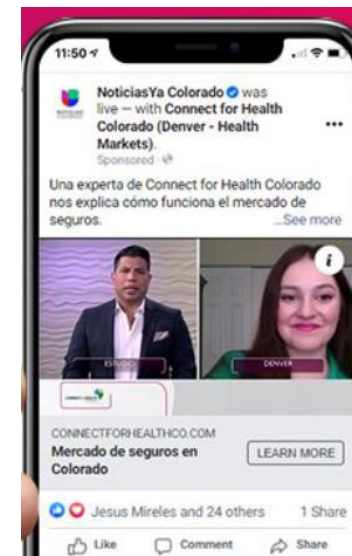 11:50
NoticiasYa Colorado was
live — with Connect for Health
Colorado (Denver - Health
Markets).
Sponsored ·
Una experta de Connect for Health Colorado
nos explica cómo funciona el mercado de
seguros.
...See more
i
ESTUDIO
DENVER
CONNECTFORHEALTHCO.COM
Mercado de seguros en
Colorado
LEARN MORE
Jesus Mireles and 24 others
1 Share
Like
Comment
Share